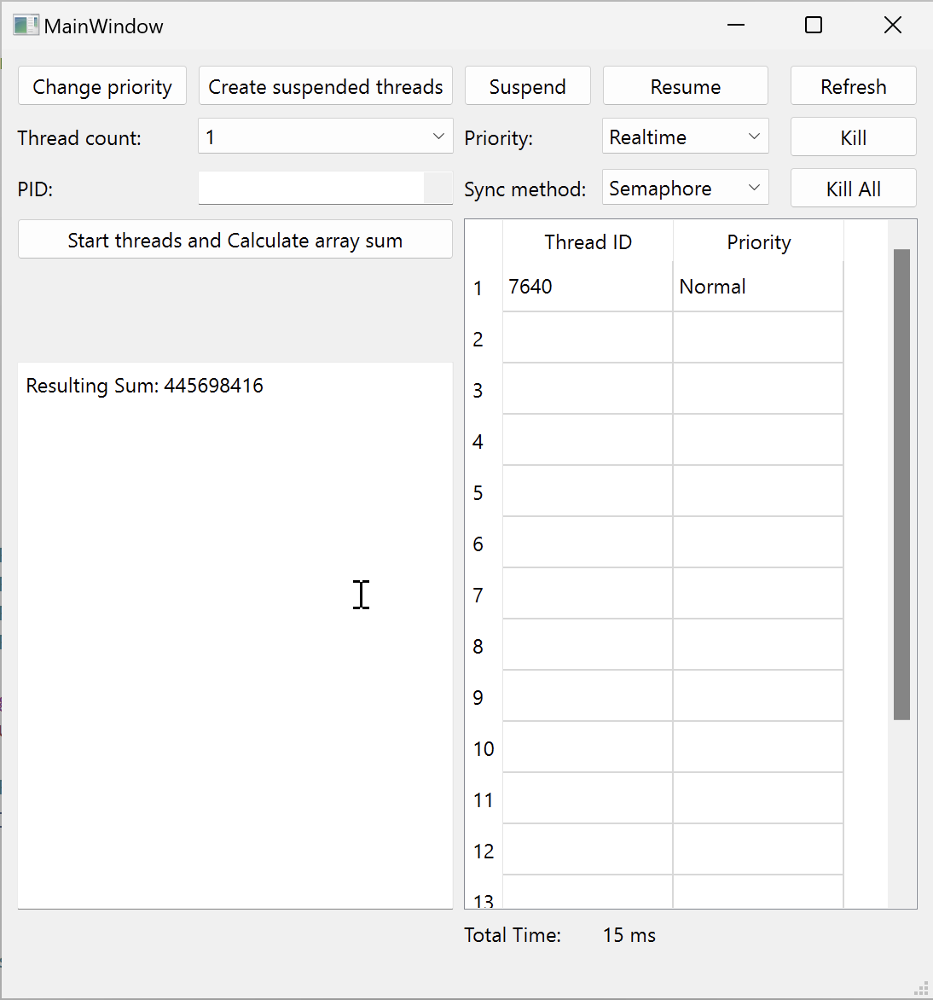 MainWindow
Change priority Create suspended threads Suspend Resume Refresh
Thread count: 1 Priority: Realtime Kill
PID: Sync method: Semaphore Kill All
Start threads and Calculate array sum
Thread ID Priority
1 7640 Normal
2
3
4
5
6
7
8
9
10
11
12
13
Resulting Sum: 445698416
Total Time: 15 ms